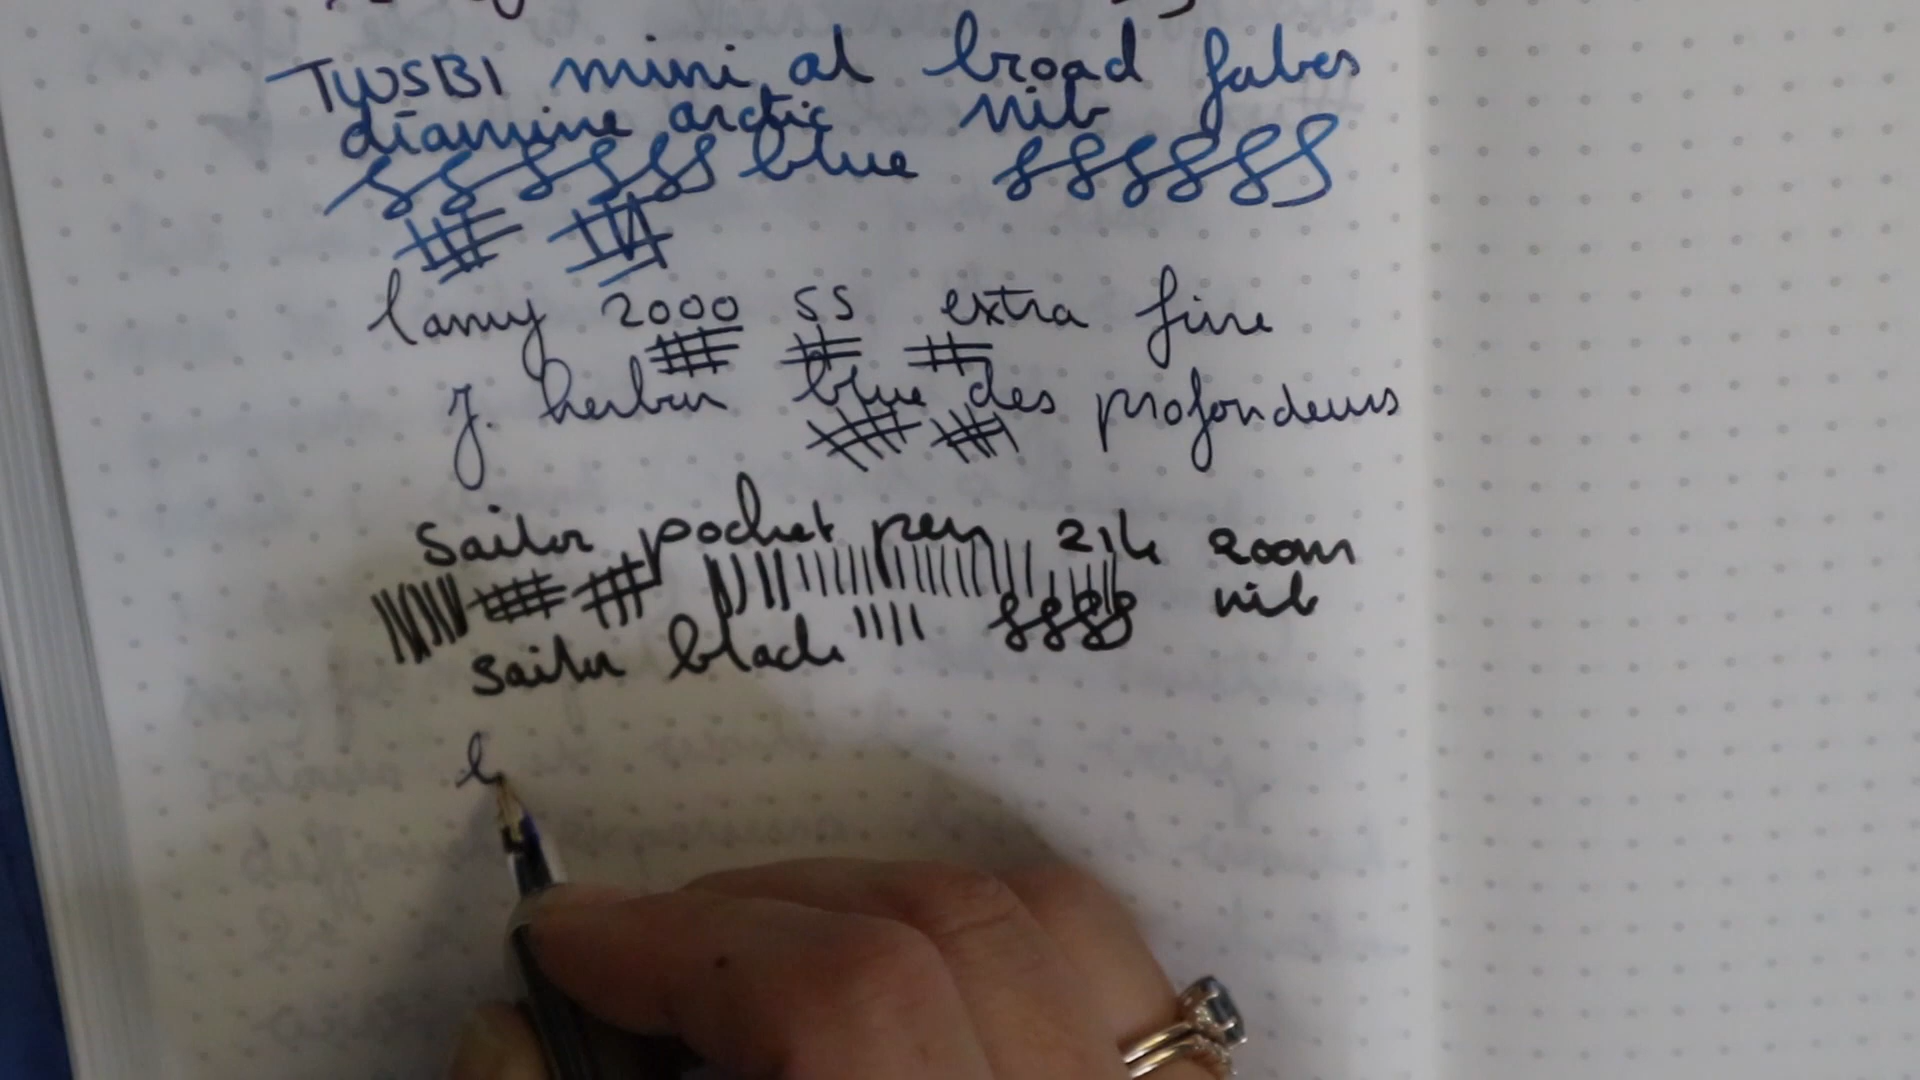 TWSBI mini al broad fabes
diamine arctic nib
blue
lamy 2000 SS extra fine
J. herbin blue des profondeurs
Sailor pocket pen 21k zoom
nib
sailor black